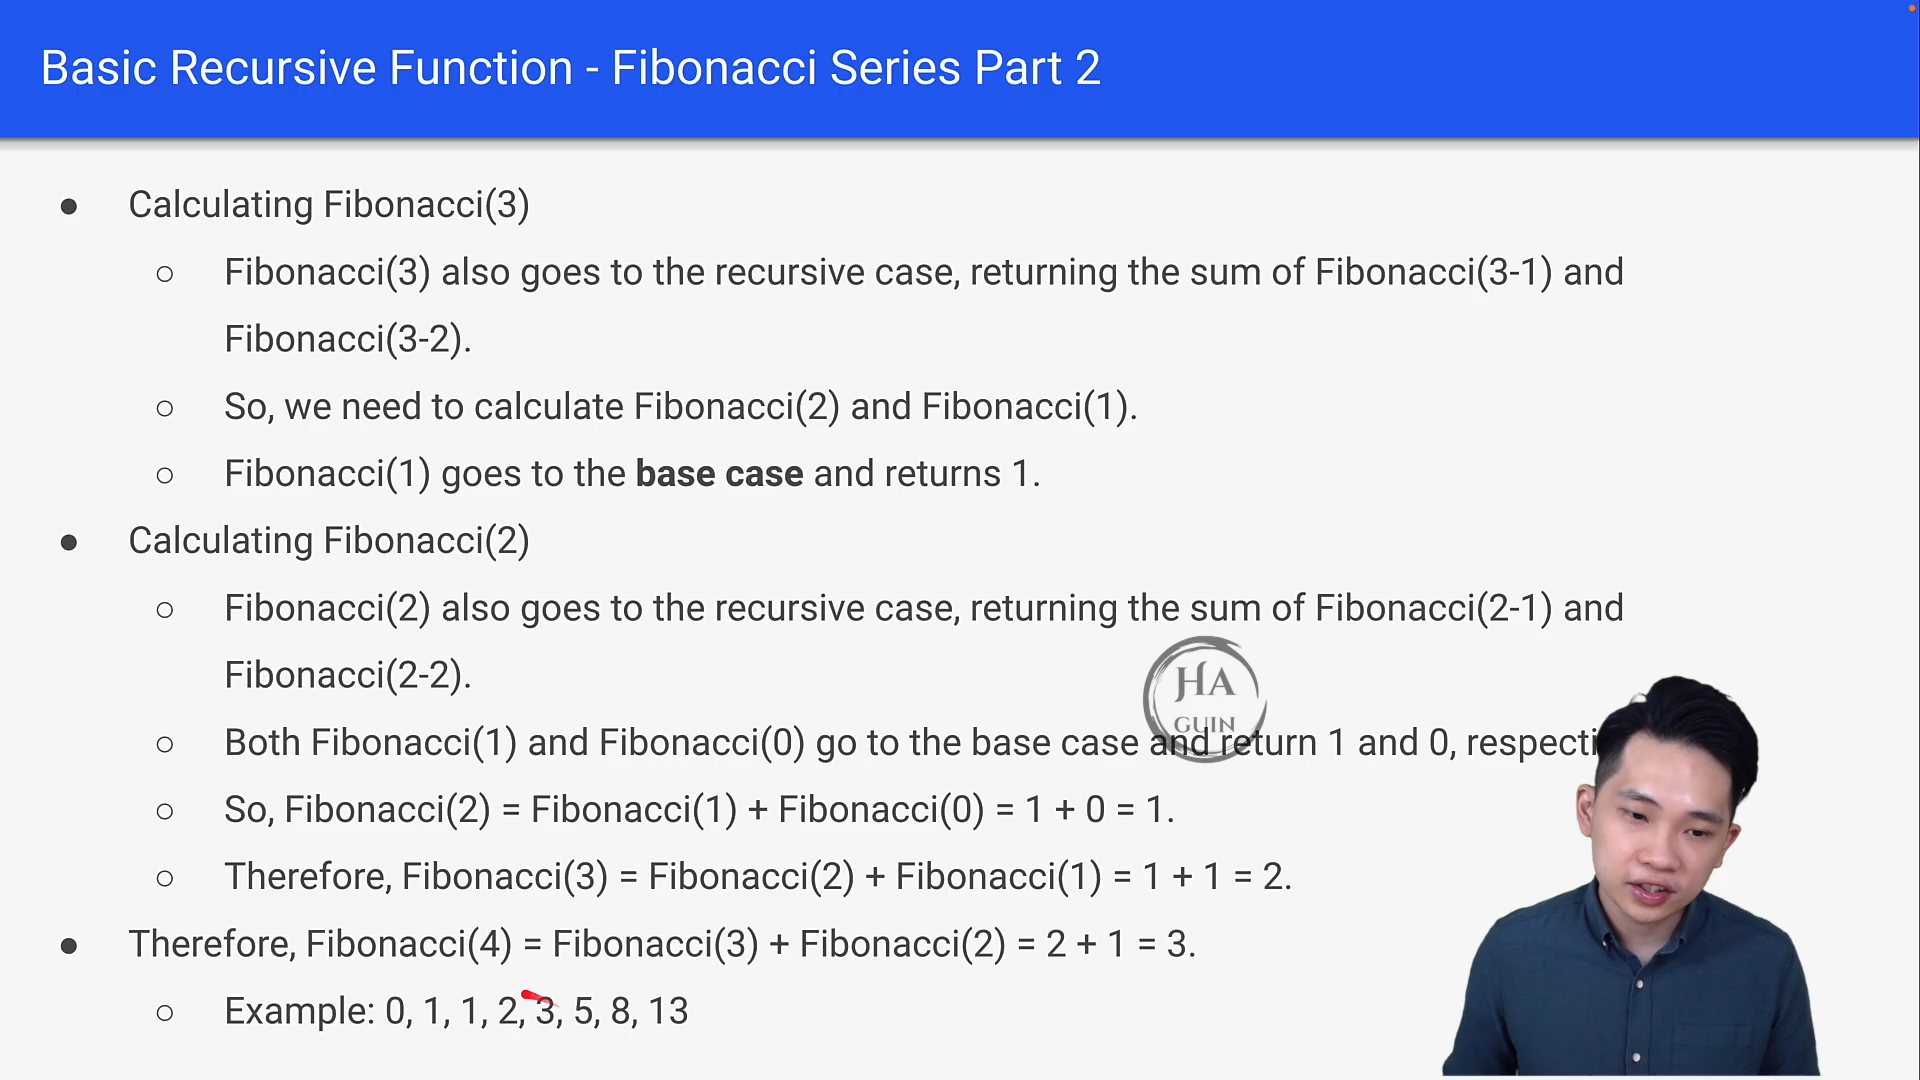 Basic Recursive Function - Fibonacci Series Part 2
● Calculating Fibonacci(3)
○ Fibonacci(3) also goes to the recursive case, returning the sum of Fibonacci(3-1) and
Fibonacci(3-2).
○ So, we need to calculate Fibonacci(2) and Fibonacci(1).
○ Fibonacci(1) goes to the base case and returns 1.
● Calculating Fibonacci(2)
○ Fibonacci(2) also goes to the recursive case, returning the sum of Fibonacci(2-1) and
Fibonacci(2-2).
HA
GUIN
○ Both Fibonacci(1) and Fibonacci(0) go to the base case and return 1 and 0,
○ So, Fibonacci(2) = Fibonacci(1) + Fibonacci(0) = 1 + 0 = 1.
○ Therefore, Fibonacci(3) = Fibonacci(2) + Fibonacci(1) = 1 + 1 = 2.
● Therefore, Fibonacci(4) = Fibonacci(3) + Fibonacci(2) = 2 + 1 = 3.
○ Example: 0, 1, 1, 2, 3, 5, 8, 13